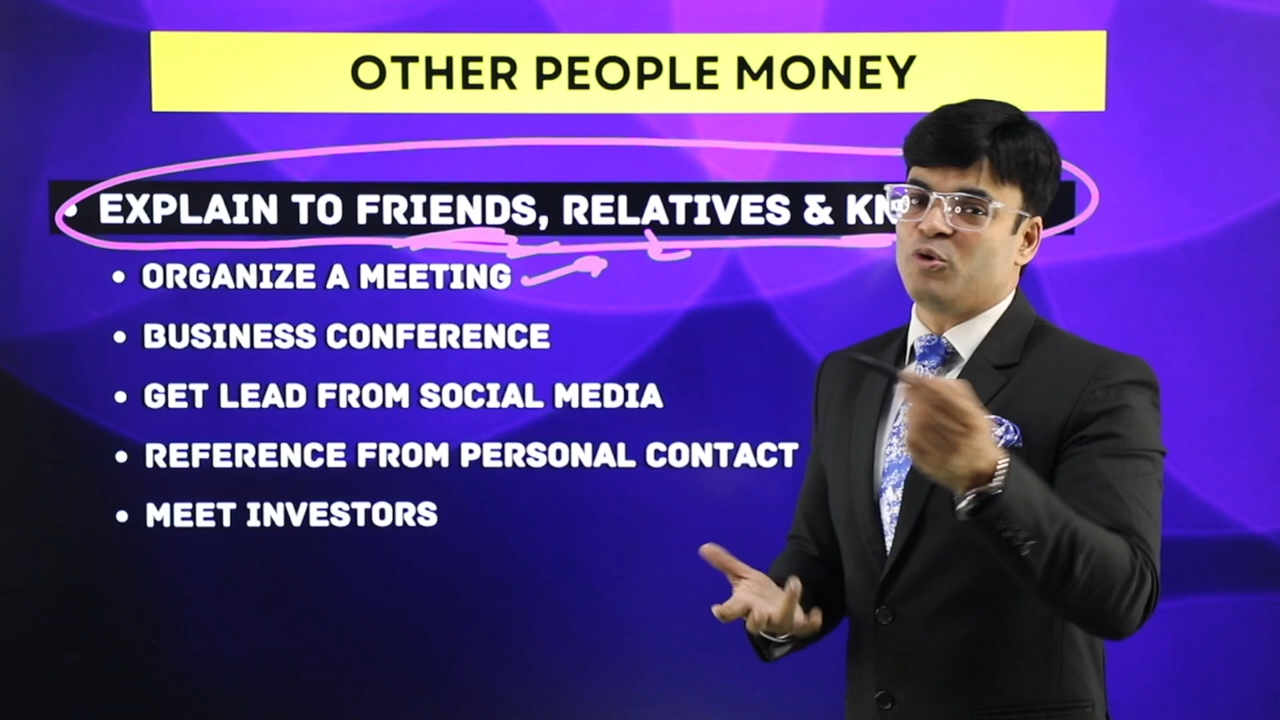 OTHER PEOPLE MONEY
• EXPLAIN TO FRIENDS, RELATIVES &
• ORGANIZE A MEETING
• BUSINESS CONFERENCE
• GET LEAD FROM SOCIAL MEDIA
• REFERENCE FROM PERSONAL CONTACT
• MEET INVESTORS